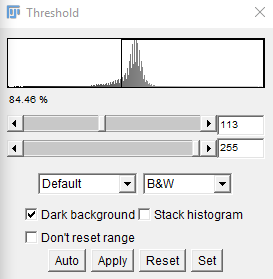 Threshold
84.46 %
113
255
Default B&W
Dark background Stack histogram
Don't reset range
Auto Apply Reset Set